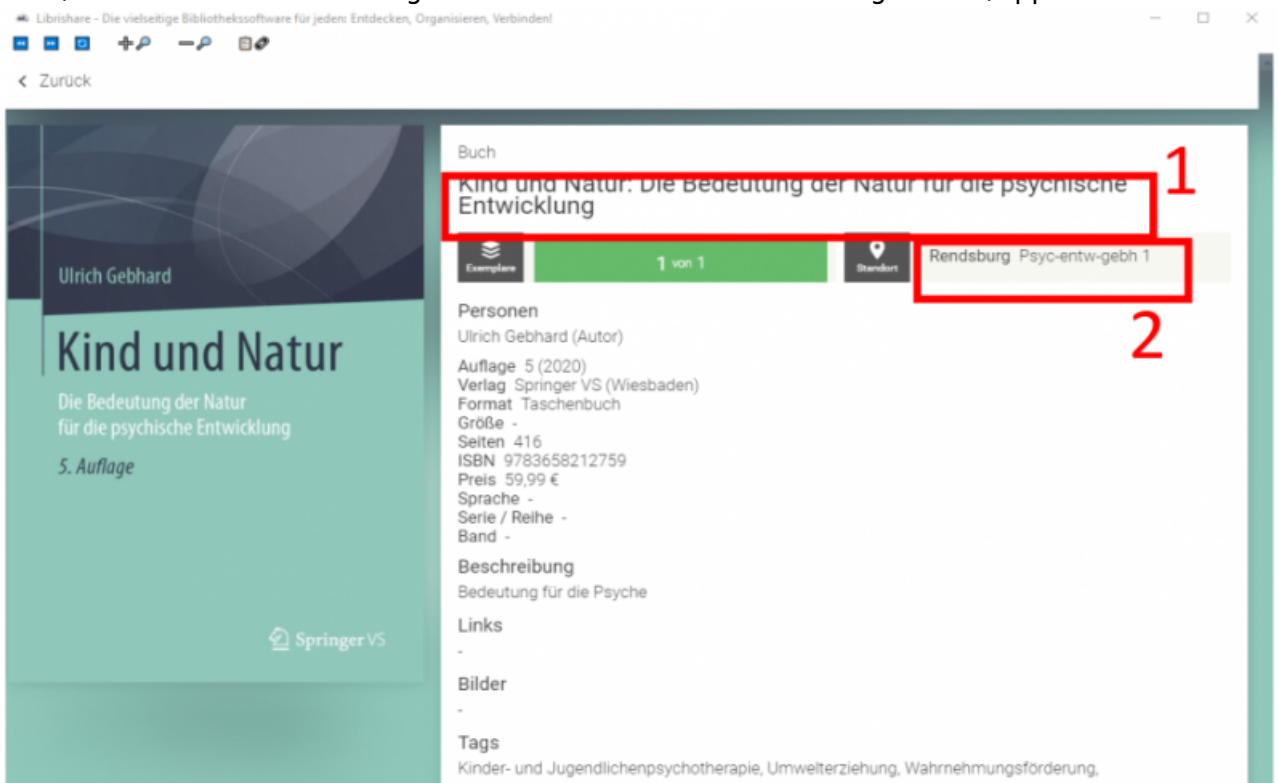 Librishare - Die vielseitige Bibliothekssoftware für jeden: Entdecken, Organisieren, Verbinden!
Zurück
Ulrich Gebhard
Kind und Natur
Die Bedeutung der Natur
für die psychische Entwicklung
5. Auflage
Springer VS
Buch
1
Kind und Natur: Die Bedeutung der Natur für die psychische
Entwicklung
Exemplare
1 von 1
Standort
Rendsburg Psyc-entw-gebh 1
2
Personen
Ulrich Gebhard (Autor)
Auflage 5 (2020)
Verlag Springer VS (Wiesbaden)
Format Taschenbuch
Größe -
Seiten 416
ISBN 9783658212759
Preis 59,99 €
Sprache -
Serie / Reihe -
Band -
Beschreibung
Bedeutung für die Psyche
Links
-
Bilder
-
Tags
Kinder- und Jugendlichenpsychotherapie, Umwelterziehung, Wahrnehmungsförderung,